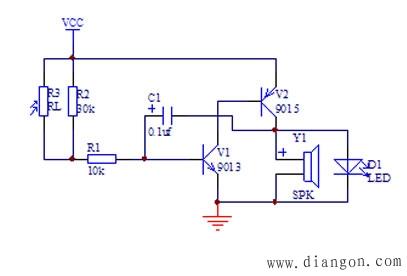 VCC
R3
RL
R2
30k
C1
0.1uf
V2
9015
R1
10k
V1
9013
Y1
SPK
D1
LED
www.diangon.com